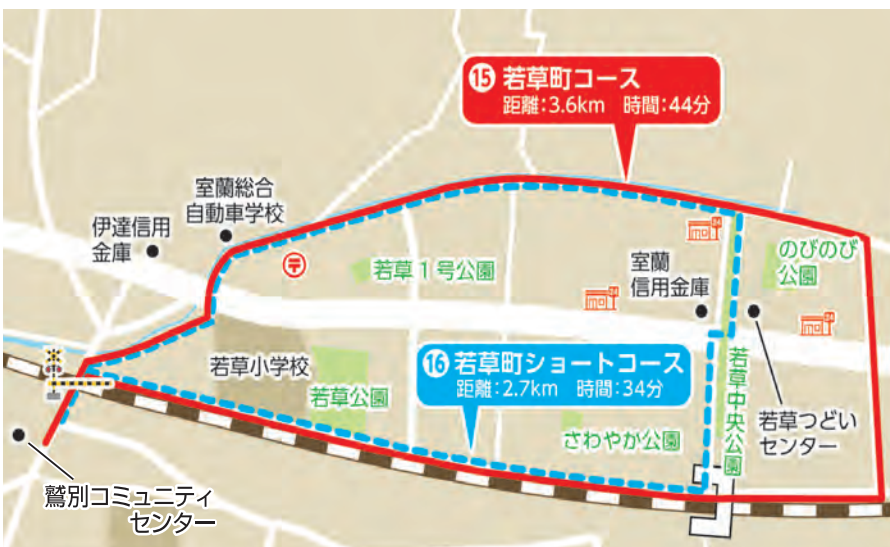 ⑮ 若草町コース
距離：3.6km 時間：44分
室蘭総合
自動車学校
伊達信用
金庫
若草1号公園
室蘭
信用金庫
24
24
24
のびのび
公園
若草小学校
若草公園
⑯ 若草町ショートコース
距離：2.7km 時間：34分
さわやか公園
若草中央公園
若草つどい
センター
鷲別コミュニティ
センター